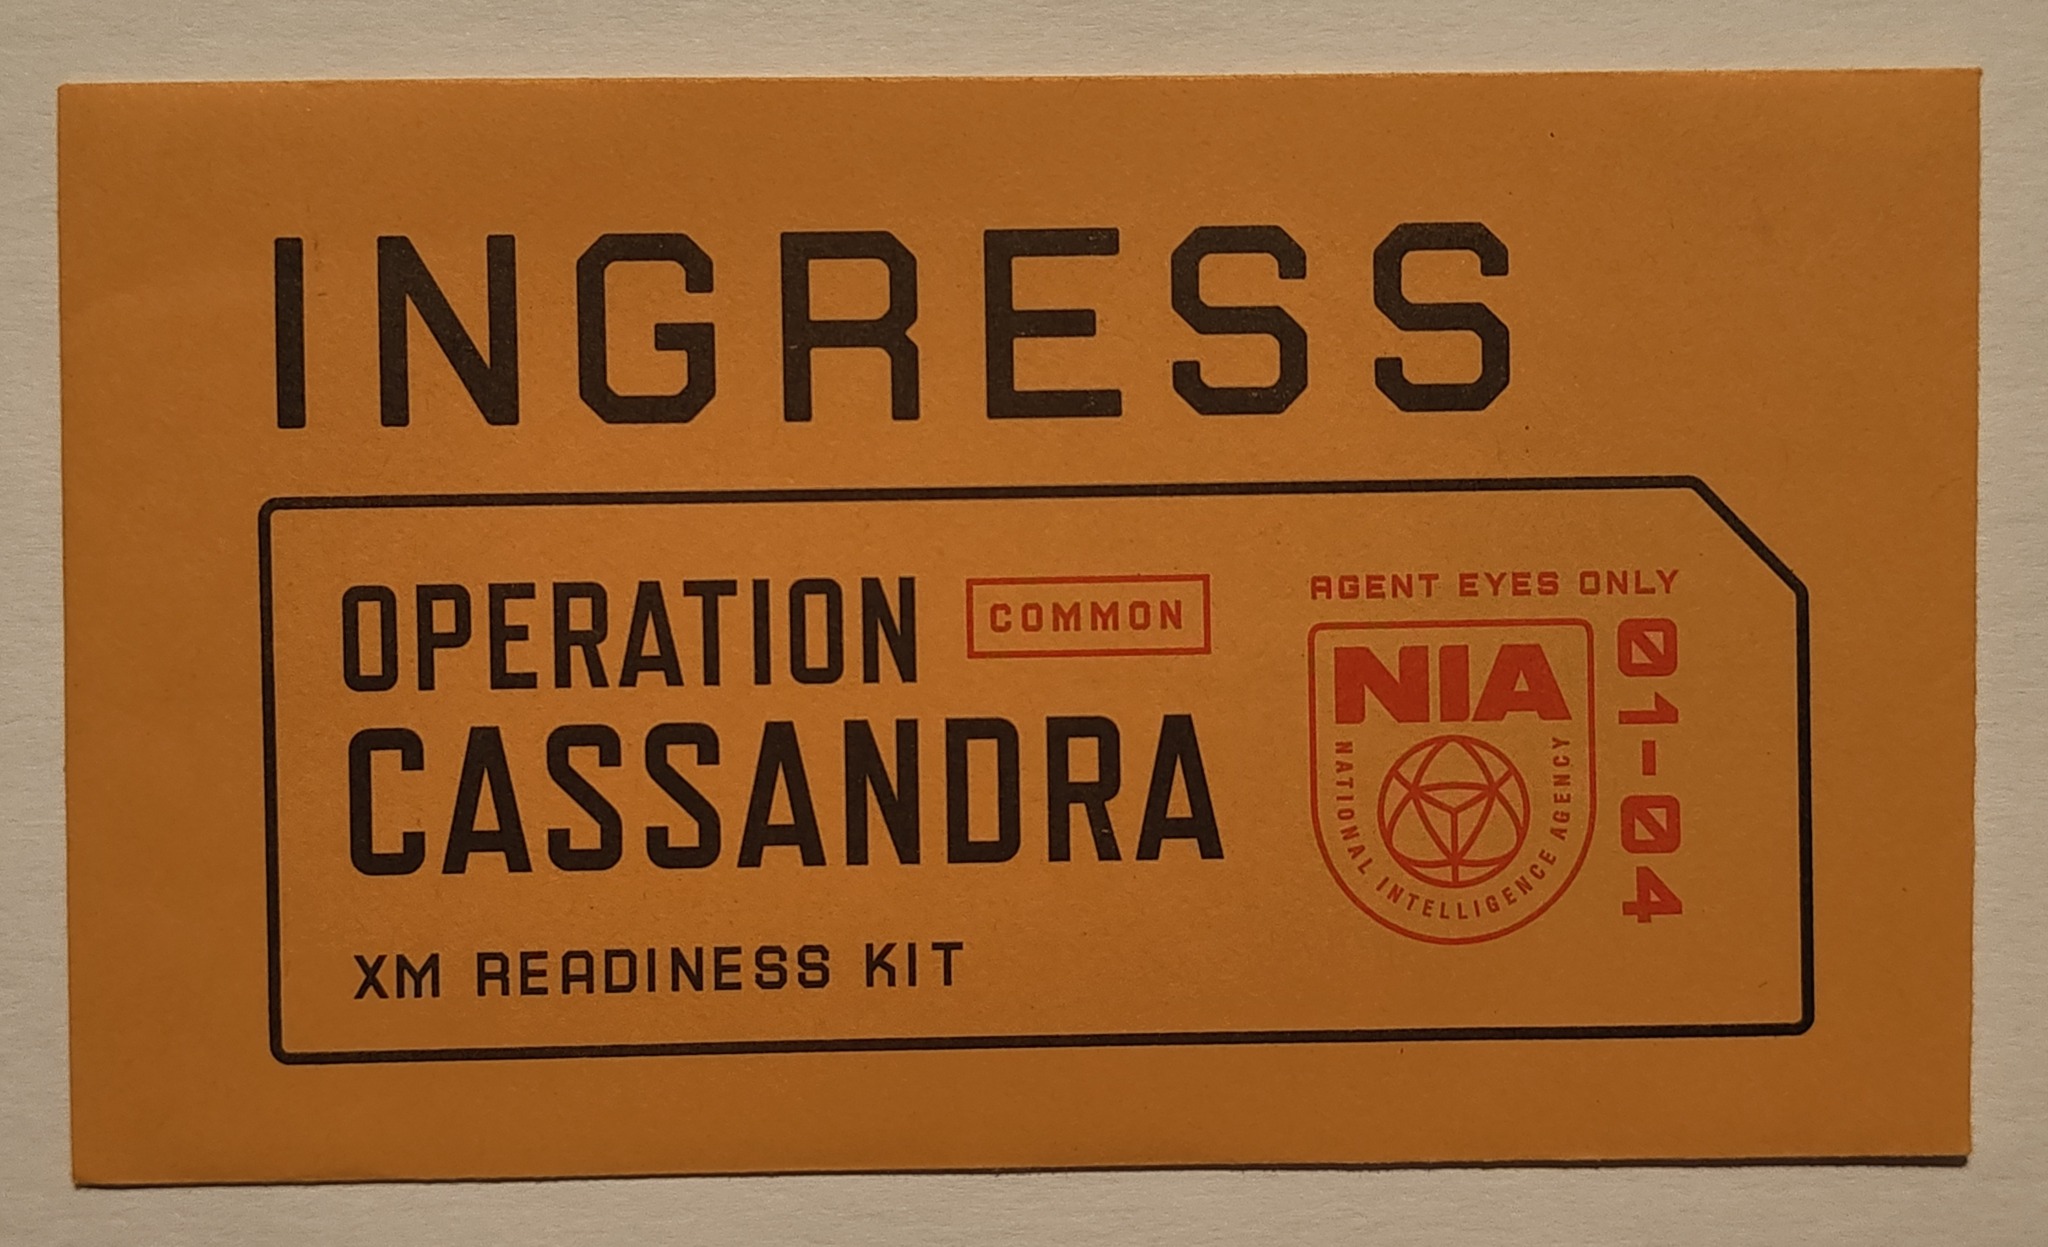 INGRESS
OPERATION
COMMON
CASSANDRA
XM READINESS KIT
AGENT EYES ONLY
NIA
NATIONAL INTELLIGENCE AGENCY
01-04